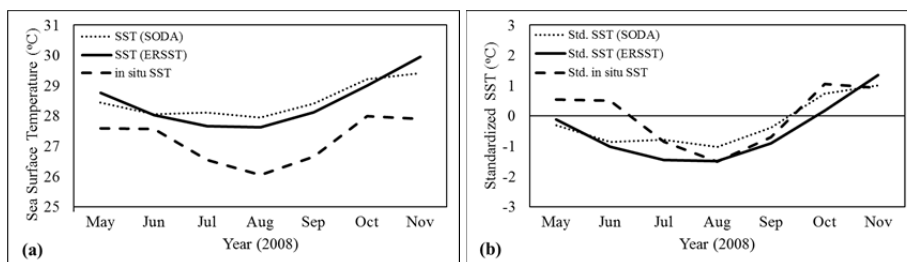 31
30
29
28
27
26
25
Sea Surface Temperature (°C)
SST (SODA)
SST (ERSST)
in situ SST
May Jun Jul Aug Sep Oct Nov
(a)
Year (2008)
3
2
1
0
-1
-2
-3
Standardized SST (°C)
Std. SST (SODA)
Std. SST (ERSST)
Std. in situ SST
May Jun Jul Aug Sep Oct Nov
(b)
Year (2008)